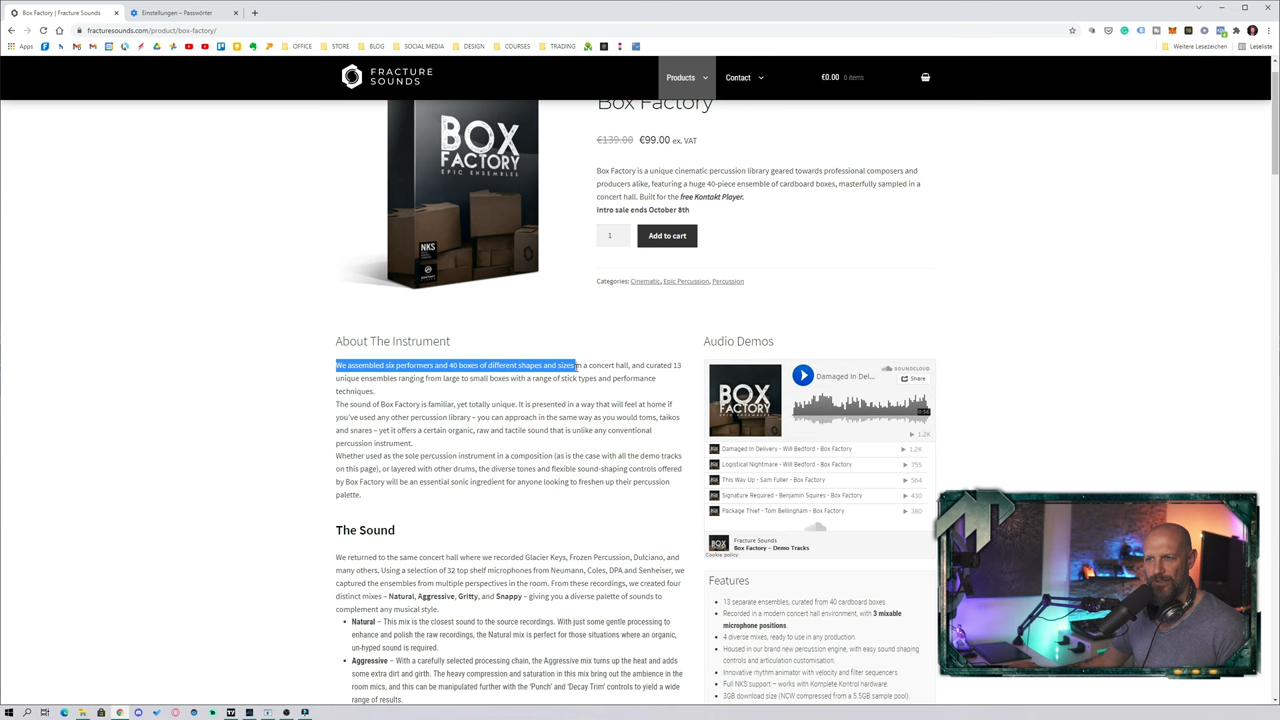 Box Factory | Fracture Sounds
Einstellungen – Passwörter
fracturesounds.com/product/box-factory/
Apps
OFFICE
STORE
BLOG
SOCIAL MEDIA
DESIGN
COURSES
TRADING
Weitere Lesezeichen
Leseliste
FRACTURE
SOUNDS
Products
Contact
€0.00 0 items
BOX
FACTORY
EPIC ENSEMBLES
NKS
Box Factory
€139.00 €99.00 ex. VAT
Box Factory is a unique cinematic percussion library geared towards professional composers and
producers alike, featuring a huge 40-piece ensemble of cardboard boxes, masterfully sampled in a
concert hall. Built for the free Kontakt Player.
Intro sale ends October 8th
1
Add to cart
Categories: Cinematic, Epic Percussion, Percussion
About The Instrument
We assembled six performers and 40 boxes of different shapes and sizes in a concert hall, and curated 13
unique ensembles ranging from large to small boxes with a range of stick types and performance
techniques.
The sound of Box Factory is familiar, yet totally unique. It is presented in a way that will feel at home if
you've used any other percussion library – you can approach in the same way as you would toms, taikos
and snares – yet it offers a certain organic, raw and tactile sound that is unlike any conventional
percussion instrument.
Whether used as the sole percussion instrument in a composition (as is the case with all the demo tracks
on this page), or layered with other drums, the diverse tones and flexible sound-shaping controls offered
by Box Factory will be an essential sonic ingredient for anyone looking to freshen up their percussion
palette.
The Sound
We returned to the same concert hall where we recorded Glacier Keys, Frozen Percussion, Dulciano, and
many others. Using a selection of 32 top shelf microphones from Neumann, Coles, DPA and Senheiser, we
captured the ensembles from multiple perspectives in the room. From these recordings, we created four
distinct mixes – Natural, Aggressive, Gritty, and Snappy – giving you a diverse palette of sounds to
complement any musical style.
• Natural – This mix is the closest sound to the source recordings. With just some gentle processing to
enhance and polish the raw recordings, the Natural mix is perfect for those situations where an organic,
un-hyped sound is required.
• Aggressive – With a carefully selected processing chain, the Aggressive mix turns up the heat and adds
some extra dirt and girth. The heavy compression and saturation in this mix bring out the ambience in the
room mics, and this can be manipulated further with the 'Punch' and 'Decay Trim' controls to yield a wide
range of results.
Audio Demos
BOX
FACTORY
Damaged In Deli...
SOUNDCLOUD
Share
0:56
1.2K
Damaged In Delivery - Will Bedford - Box Factory 1.2K
Logistical Nightmare - Will Bedford - Box Factory 755
This Way Up - Sam Fuller - Box Factory 564
Signature Required - Benjamin Squires - Box Factory 430
Package Thief - Tom Bellingham - Box Factory 380
BOX
Fracture Sounds
Box Factory – Demo Tracks
Cookie policy
Features
• 13 separate ensembles, curated from 40 cardboard boxes
• Recorded in a modern concert hall environment, with 3 mixable
microphone positions.
• 4 diverse mixes, ready to use in any production.
• Housed in our brand new percussion engine, with easy sound shaping
controls and articulation customisation.
• Innovative rhythm animator with velocity and filter sequencers.
• Full NKS support – works with Komplete Kontrol hardware.
• 3GB download size (NCW compressed from a 5.5GB sample pool).